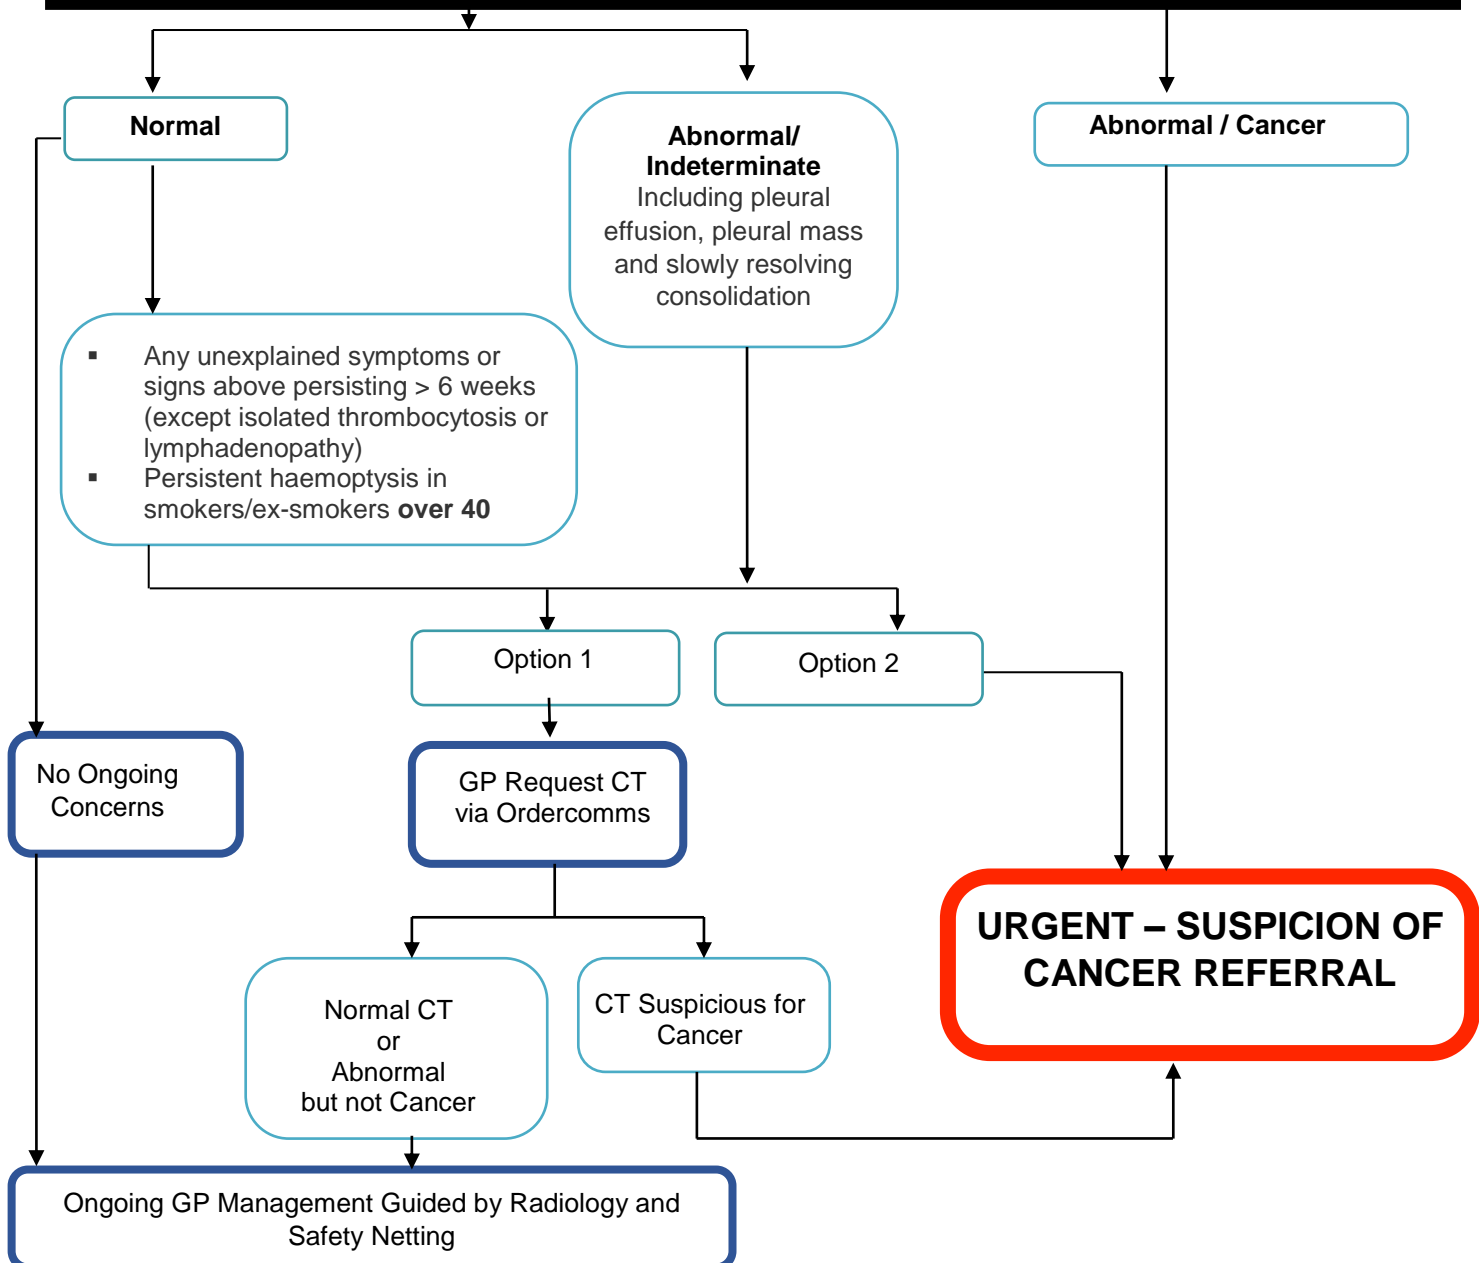 Normal
Abnormal/
Indeterminate
Including pleural
effusion, pleural mass
and slowly resolving
consolidation
Abnormal / Cancer
▪ Any unexplained symptoms or
signs above persisting > 6 weeks
(except isolated thrombocytosis or
lymphadenopathy)
▪ Persistent haemoptysis in
smokers/ex-smokers over 40
Option 1
Option 2
No Ongoing
Concerns
GP Request CT
via Ordercomms
URGENT – SUSPICION OF
CANCER REFERRAL
Normal CT
or
Abnormal
but not Cancer
CT Suspicious for
Cancer
Ongoing GP Management Guided by Radiology and
Safety Netting